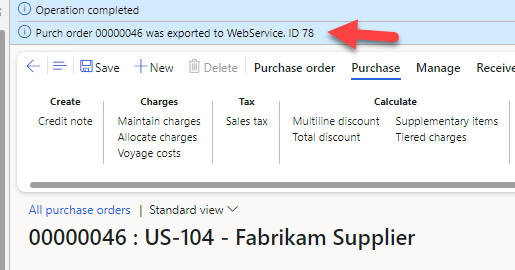 Operation completed
Purch order 00000046 was exported to WebService. ID 78
Save New Delete Purchase order Purchase Manage Receive
Create Charges Tax Calculate
Credit note Maintain charges Sales tax Multiline discount Supplementary items
Allocate charges Total discount Tiered charges
Voyage costs
All purchase orders | Standard view
00000046 : US-104 - Fabrikam Supplier